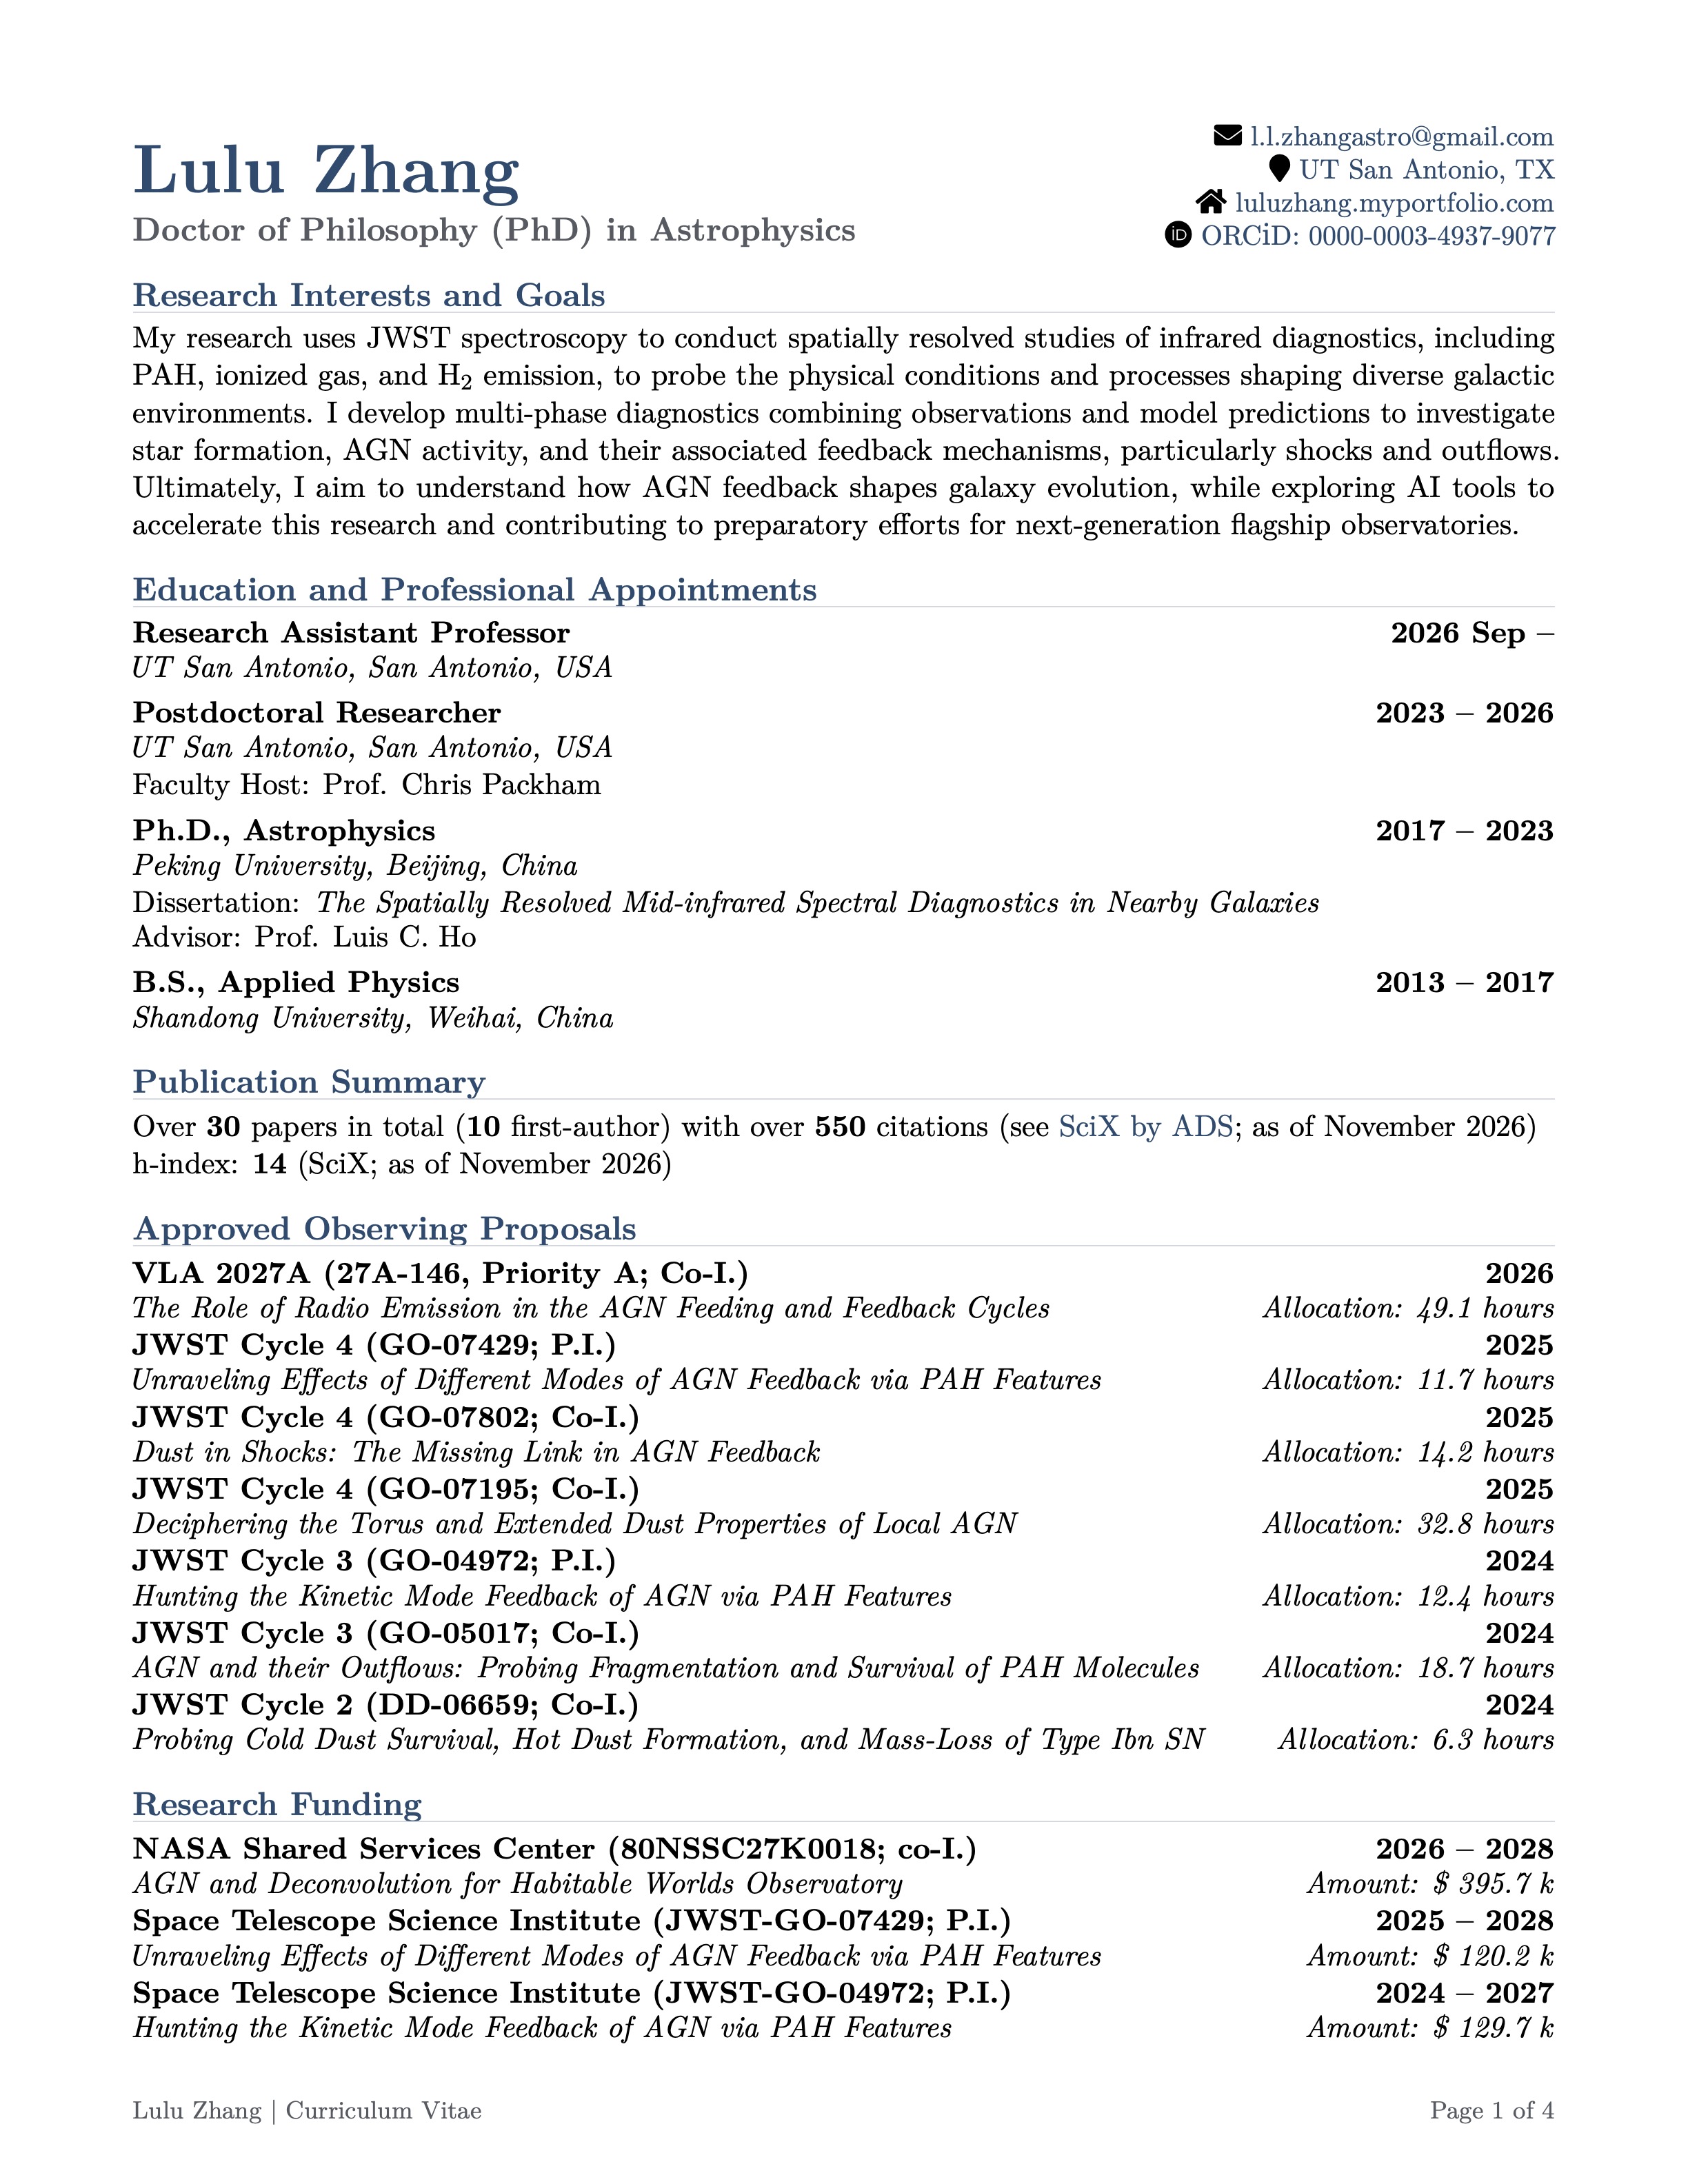 Lulu Zhang
Doctor of Philosophy (PhD) in Astrophysics
l.l.zhangastro@gmail.com
UT San Antonio, TX
luluzhang.myportfolio.com
ORCiD: 0000-0003-4937-9077
Research Interests and Goals
My research uses JWST spectroscopy to conduct spatially resolved studies of infrared diagnostics, including
PAH, ionized gas, and H₂ emission, to probe the physical conditions and processes shaping diverse galactic
environments. I develop multi-phase diagnostics combining observations and model predictions to investigate
star formation, AGN activity, and their associated feedback mechanisms, particularly shocks and outflows.
Ultimately, I aim to understand how AGN feedback shapes galaxy evolution, while exploring AI tools to
accelerate this research and contributing to preparatory efforts for next-generation flagship observatories.
Education and Professional Appointments
Research Assistant Professor 2026 Sep –
UT San Antonio, San Antonio, USA
Postdoctoral Researcher 2023 – 2026
UT San Antonio, San Antonio, USA
Faculty Host: Prof. Chris Packham
Ph.D., Astrophysics 2017 – 2023
Peking University, Beijing, China
Dissertation: The Spatially Resolved Mid-infrared Spectral Diagnostics in Nearby Galaxies
Advisor: Prof. Luis C. Ho
B.S., Applied Physics 2013 – 2017
Shandong University, Weihai, China
Publication Summary
Over 30 papers in total (10 first-author) with over 550 citations (see SciX by ADS; as of November 2026)
h-index: 14 (SciX; as of November 2026)
Approved Observing Proposals
VLA 2027A (27A-146, Priority A; Co-I.) 2026
The Role of Radio Emission in the AGN Feeding and Feedback Cycles Allocation: 49.1 hours
JWST Cycle 4 (GO-07429; P.I.) 2025
Unraveling Effects of Different Modes of AGN Feedback via PAH Features Allocation: 11.7 hours
JWST Cycle 4 (GO-07802; Co-I.) 2025
Dust in Shocks: The Missing Link in AGN Feedback Allocation: 14.2 hours
JWST Cycle 4 (GO-07195; Co-I.) 2025
Deciphering the Torus and Extended Dust Properties of Local AGN Allocation: 32.8 hours
JWST Cycle 3 (GO-04972; P.I.) 2024
Hunting the Kinetic Mode Feedback of AGN via PAH Features Allocation: 12.4 hours
JWST Cycle 3 (GO-05017; Co-I.) 2024
AGN and their Outflows: Probing Fragmentation and Survival of PAH Molecules Allocation: 18.7 hours
JWST Cycle 2 (DD-06659; Co-I.) 2024
Probing Cold Dust Survival, Hot Dust Formation, and Mass-Loss of Type Ibn SN Allocation: 6.3 hours
Research Funding
NASA Shared Services Center (80NSSC27K0018; co-I.) 2026 – 2028
AGN and Deconvolution for Habitable Worlds Observatory Amount: $ 395.7 k
Space Telescope Science Institute (JWST-GO-07429; P.I.) 2025 – 2028
Unraveling Effects of Different Modes of AGN Feedback via PAH Features Amount: $ 120.2 k
Space Telescope Science Institute (JWST-GO-04972; P.I.) 2024 – 2027
Hunting the Kinetic Mode Feedback of AGN via PAH Features Amount: $ 129.7 k
Lulu Zhang | Curriculum Vitae Page 1 of 4